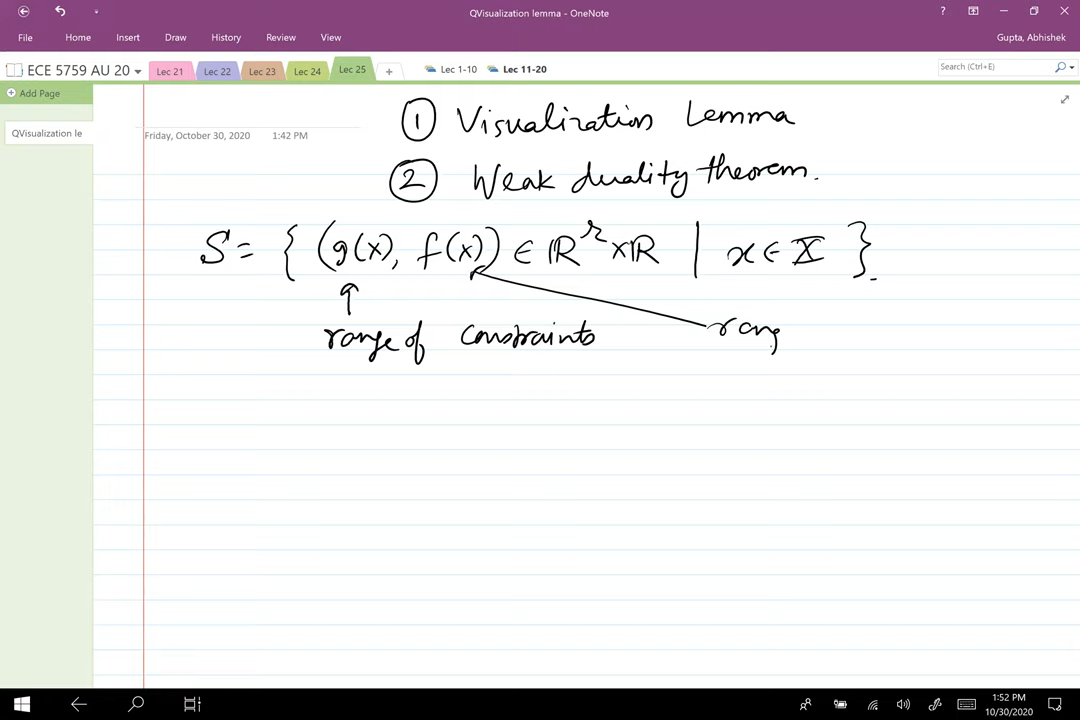 QVisualization lemma - OneNote
?
File Home Insert Draw History Review View Gupta, Abhishek
ECE 5759 AU 20 Lec 21 Lec 22 Lec 23 Lec 24 Lec 25 + Lec 1-10 Lec 11-20 Search (Ctrl+E)
Add Page
QVisualization le
Friday, October 30, 2020 1:42 PM
① Visualization Lemma
② Weak duality theorem.
S = { (g(x), f(x)) ∈ ℝ^r × ℝ | x ∈ 𝕏 }.
range of constraints rang
1:52 PM
10/30/2020